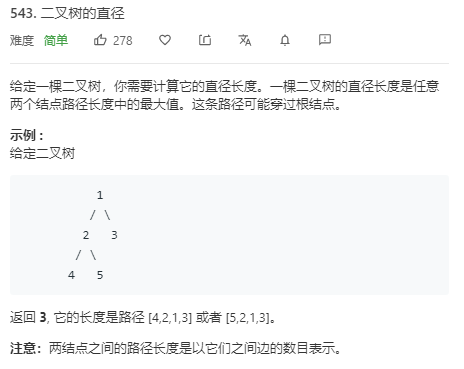 543. 二叉树的直径
难度 简单 278
给定一棵二叉树，你需要计算它的直径长度。一棵二叉树的直径长度是任意
两个结点路径长度中的最大值。这条路径可能穿过根结点。
示例 :
给定二叉树
1
/ \
2 3
/ \
4 5
返回 3, 它的长度是路径 [4,2,1,3] 或者 [5,2,1,3]。
注意：两结点之间的路径长度是以它们之间边的数目表示。